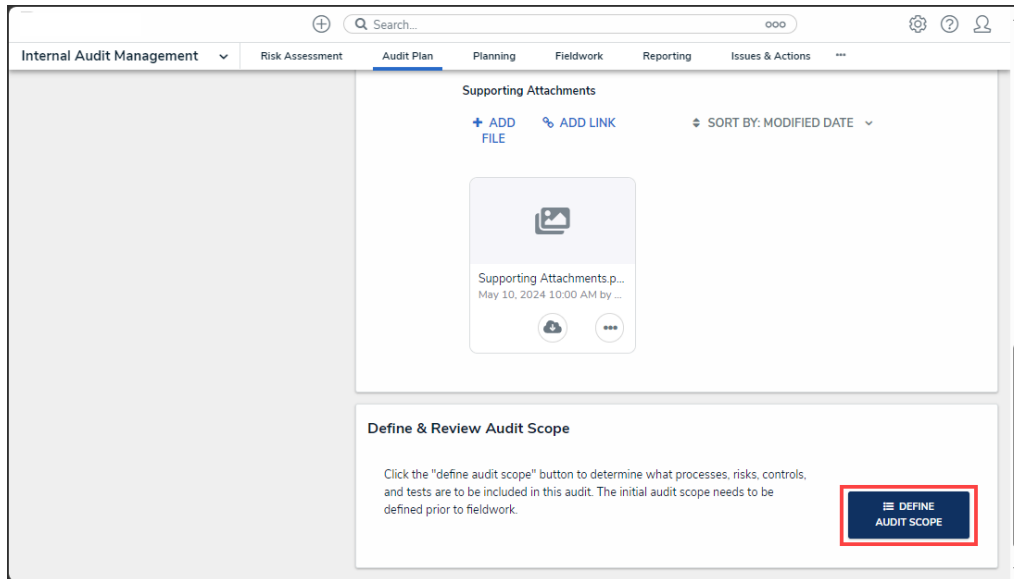 Search...
ooo
Internal Audit Management
Risk Assessment
Audit Plan
Planning
Fieldwork
Reporting
Issues & Actions
Supporting Attachments
+ ADD FILE
ADD LINK
SORT BY: MODIFIED DATE
Supporting Attachments.p...
May 10, 2024 10:00 AM by ...
Define & Review Audit Scope
Click the "define audit scope" button to determine what processes, risks, controls,
and tests are to be included in this audit. The initial audit scope needs to be
defined prior to fieldwork.
DEFINE
AUDIT SCOPE